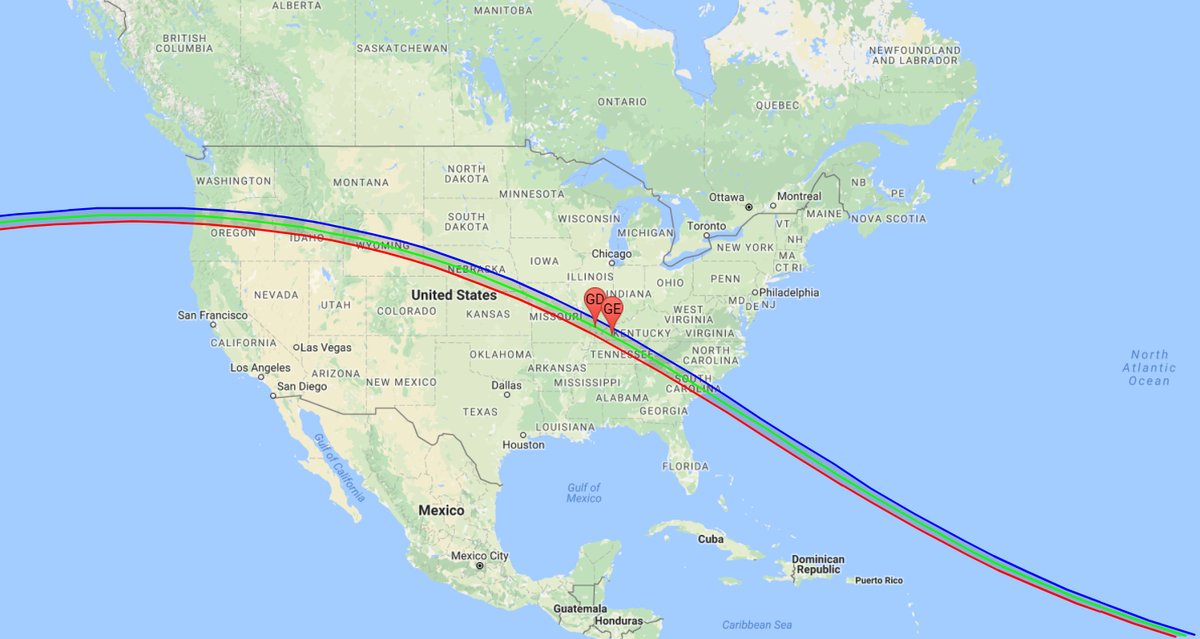 ALBERTA
MANITOBA
BRITISH
COLUMBIA
SASKATCHEWAN
NEWFOUNDLAND
AND LABRADOR
ONTARIO
QUEBEC
WASHINGTON
MONTANA
NORTH
DAKOTA
MINNESOTA
Ottawa
Montreal
NB
PE
MAINE
NOVA SCOTIA
SOUTH
DAKOTA
WISCONSIN
MICHIGAN
Toronto
VT
NH
NEW YORK
MA
CT
RI
OREGON
IDAHO
WYOMING
Chicago
IOWA
NEBRASKA
ILLINOIS
INDIANA
OHIO
PENN
Philadelphia
MD
DE
NJ
United States
NEVADA
UTAH
COLORADO
KANSAS
MISSOURI
GD
GE
WEST
VIRGINIA
KENTUCKY
VIRGINIA
San Francisco
CALIFORNIA
Las Vegas
OKLAHOMA
TENNESSEE
NORTH
CAROLINA
ARKANSAS
Los Angeles
ARIZONA
NEW MEXICO
San Diego
Dallas
MISSISSIPPI
SOUTH
CAROLINA
ALABAMA
GEORGIA
TEXAS
LOUISIANA
Houston
FLORIDA
North
Atlantic
Ocean
Gulf of California
Gulf of
Mexico
Mexico
Mexico City
Cuba
Dominican
Republic
Puerto Rico
Guatemala
Honduras
Caribbean Sea